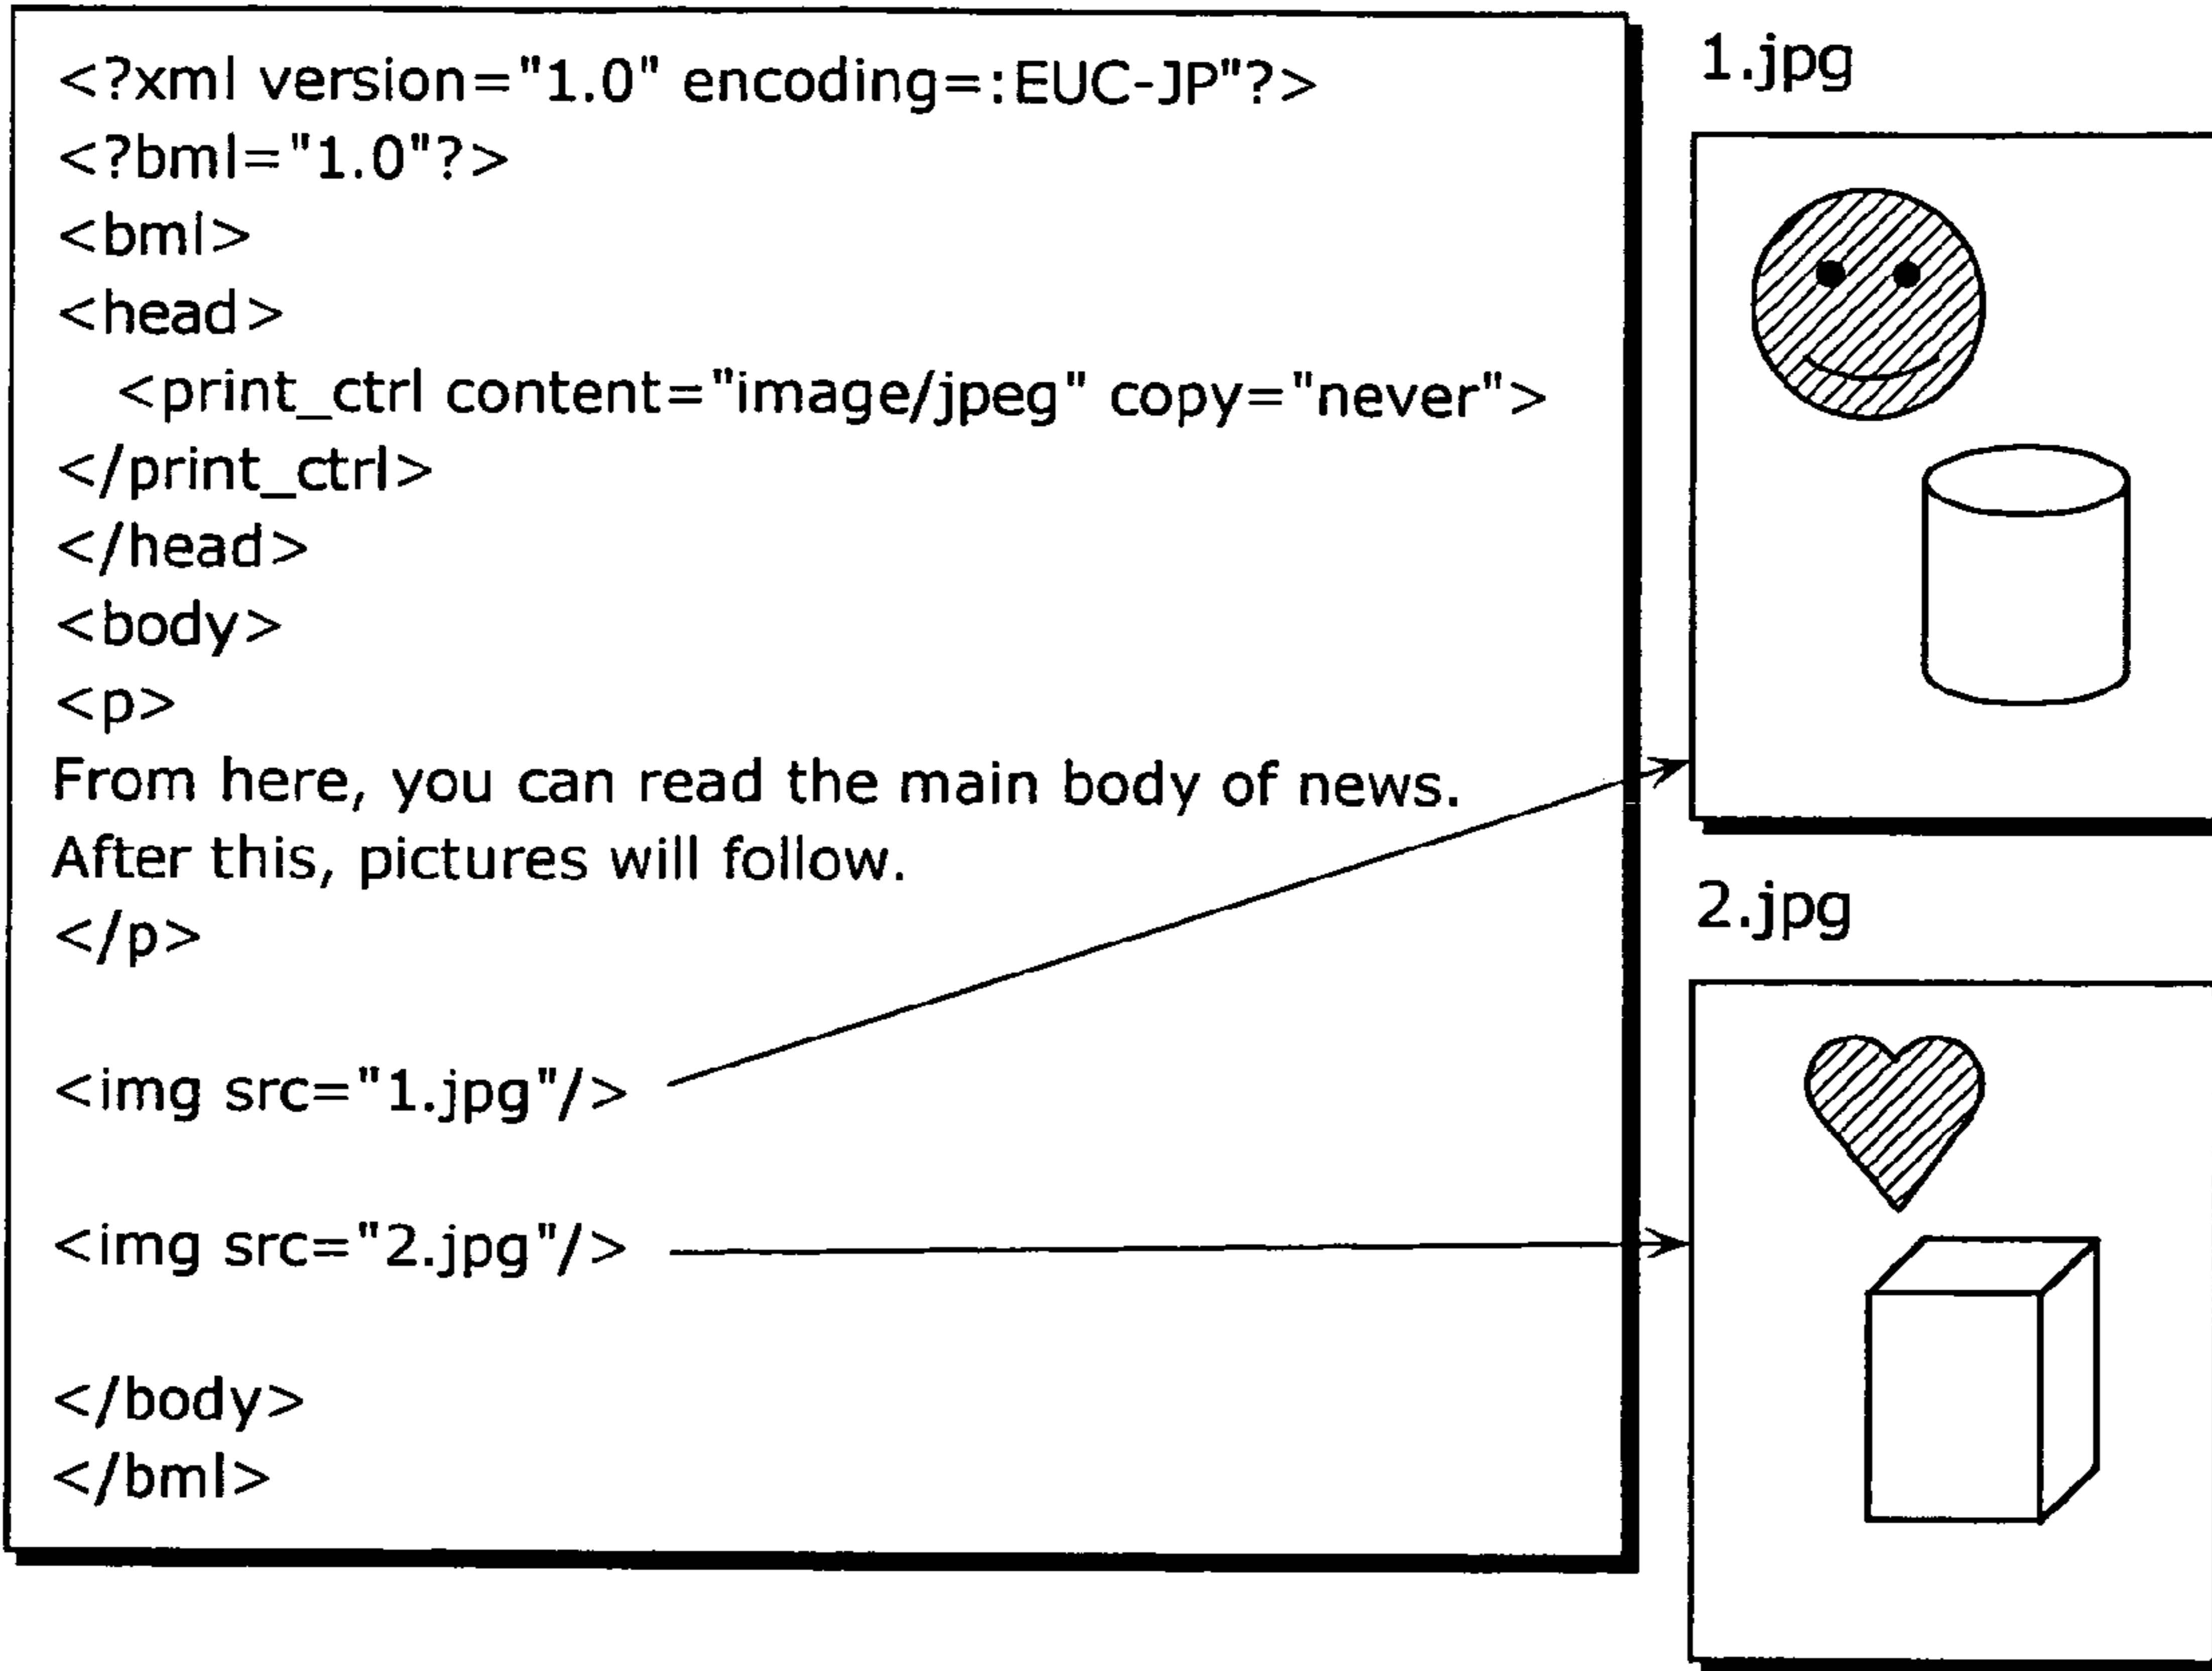 <?xml version="1.0" encoding=:EUC-JP"?>
<?bml="1.0"?>
<bml>
<head>
<print_ctrl content="image/jpeg" copy="never">
</print_ctrl>
</head>
<body>
<p>
From here, you can read the main body of news.
After this, pictures will follow.
</p>
<img src="1.jpg"/>
<img src="2.jpg"/>
</body>
</bml>
1.jpg
2.jpg